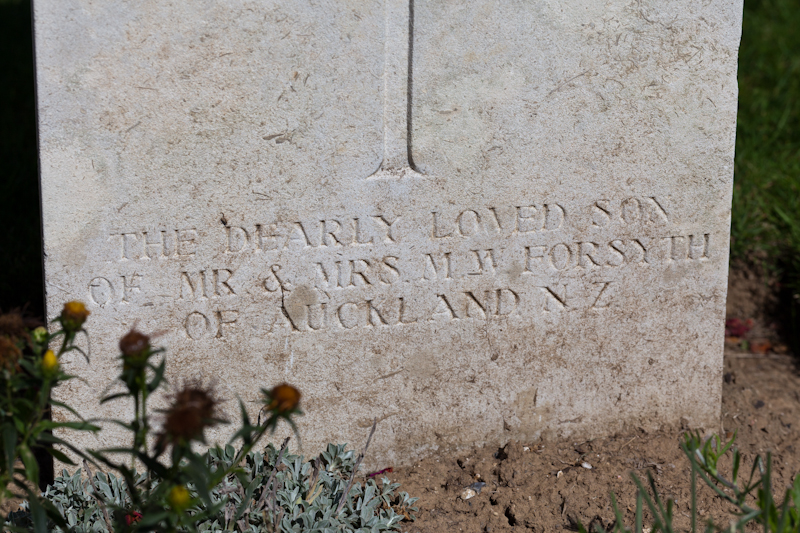 THE DEARLY LOVED SON
OF MR & MRS. M. W FORSYTH
OF AUCKLAND. N. Z